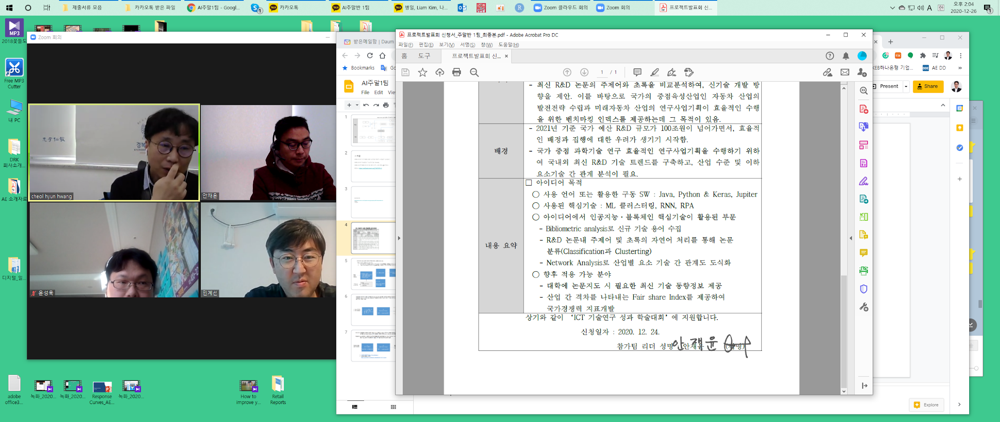 제출서류 모음
카카오톡 받은 파일
AI주말1팀 - Googl...
카카오톡
AI주말반 1팀
병일, Liam Kim, 나...
Zoom 클라우드 회의
Zoom 회의
프로젝트발표회 신...
오후 2:04
2020-12-26
MP3
2018꽃들도
Free MP3
Cutter
내 PC
DRK
회사소개...
AE 소개자료
디지털_일...
adobe
office3...
녹화_2020...
녹화_2020...
Response
Curves_AE...
녹화_2020...
How to
improve y...
Retail
Reports
Zoom 회의
忠孝仁敬
cheol hyun hwang
안재윤
윤성욱
민계선
받은메일함 | Daum
Bookmarks
AI주말1팀
File Edit Vie
1
2
3
4
5
6
7
프로젝트발표회 신청서_주말반 1팀_최종본.pdf - Adobe Acrobat Pro DC
파일(F) 편집(E) 보기(V) 서명(S) 창(W) 도움말(H)
홈 도구 프로젝트발표회 신...
1 / 1
- 최신 R&D 논문의 주제어와 초록을 비교분석하여, 신기술 개발 방
향을 제안. 이를 바탕으로 국가의 중점육성산업인 자동차 산업의
발전전략 수립과 미래자동차 산업의 연구사업기획이 효율적인 수행
을 위한 벤치마킹 인덱스를 제공하는데 그 목적이 있음.
배경
- 2021년 기준 국가 예산 R&D 규모가 100조원이 넘어가면서, 효율적
인 배정과 집행에 대한 우려가 생기기 시작함.
- 국가 중점 과학기술 연구 효율적인 연구사업기획을 수행하기 위하
여 국내외 최신 R&D 기술 트렌드를 구축하고, 산업 수준 및 이하
요소기술 간 관계 분석이 필요.
내용 요약
□ 아이디어 목적
○ 사용 언어 또는 활용한 구동 SW : Java, Python & Keras, Jupiter
○ 사용된 핵심기술 : ML 클러스터링, RNN, RPA
○ 아이디어에서 인공지능·블록체인 핵심기술이 활용된 부문
- Bibliometric analysis로 신규 기술 용어 수집
- R&D 논문내 주제어 및 초록의 자연어 처리를 통해 논문
분류(Classification과 Clusterting)
- Network Analysis로 산업별 요소 기술 간 관계도 도식화
○ 향후 적용 가능 분야
- 대학에 논문지도 시 필요한 최신 기술 동향정보 제공
- 산업 간 격차를 나타내는 Fair share Index를 제공하여
국가경쟁력 지표개발
상기와 같이 ‘ICT 기술연구 성과 학술대회’에 지원합니다.
신청일자 : 2020. 12. 24.
참가팀 리더 성명 : 안재윤 (서명)
안재윤
KEB하나은행 기업...
AE DD
Present
Share
Explore